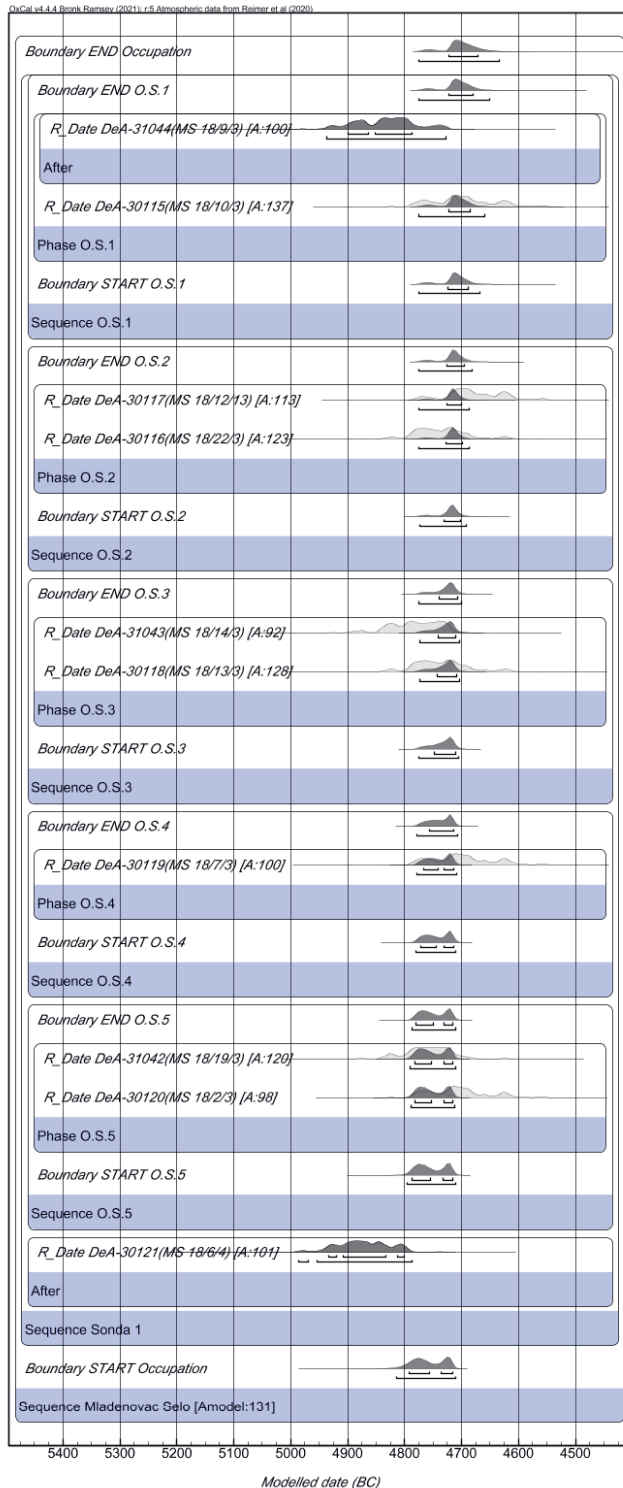 OxCal v4.4.4 Bronk Ramsey (2021); r:5 Atmospheric data from Reimer et al (2020)
Boundary END Occupation
Boundary END O.S.1
R_Date DeA-31044(MS 18/9/3) [A:100]
After
R_Date DeA-30115(MS 18/10/3) [A:137]
Phase O.S.1
Boundary START O.S.1
Sequence O.S.1
Boundary END O.S.2
R_Date DeA-30117(MS 18/12/13) [A:113]
R_Date DeA-30116(MS 18/22/3) [A:123]
Phase O.S.2
Boundary START O.S.2
Sequence O.S.2
Boundary END O.S.3
R_Date DeA-31043(MS 18/14/3) [A:92]
R_Date DeA-30118(MS 18/13/3) [A:128]
Phase O.S.3
Boundary START O.S.3
Sequence O.S.3
Boundary END O.S.4
R_Date DeA-30119(MS 18/7/3) [A:100]
Phase O.S.4
Boundary START O.S.4
Sequence O.S.4
Boundary END O.S.5
R_Date DeA-31042(MS 18/19/3) [A:120]
R_Date DeA-30120(MS 18/2/3) [A:98]
Phase O.S.5
Boundary START O.S.5
Sequence O.S.5
R_Date DeA-30121(MS 18/6/4) [A:101]
After
Sequence Sonda 1
Boundary START Occupation
Sequence Mladenovac Selo [Amodel:131]
5400 5300 5200 5100 5000 4900 4800 4700 4600 4500
Modelled date (BC)